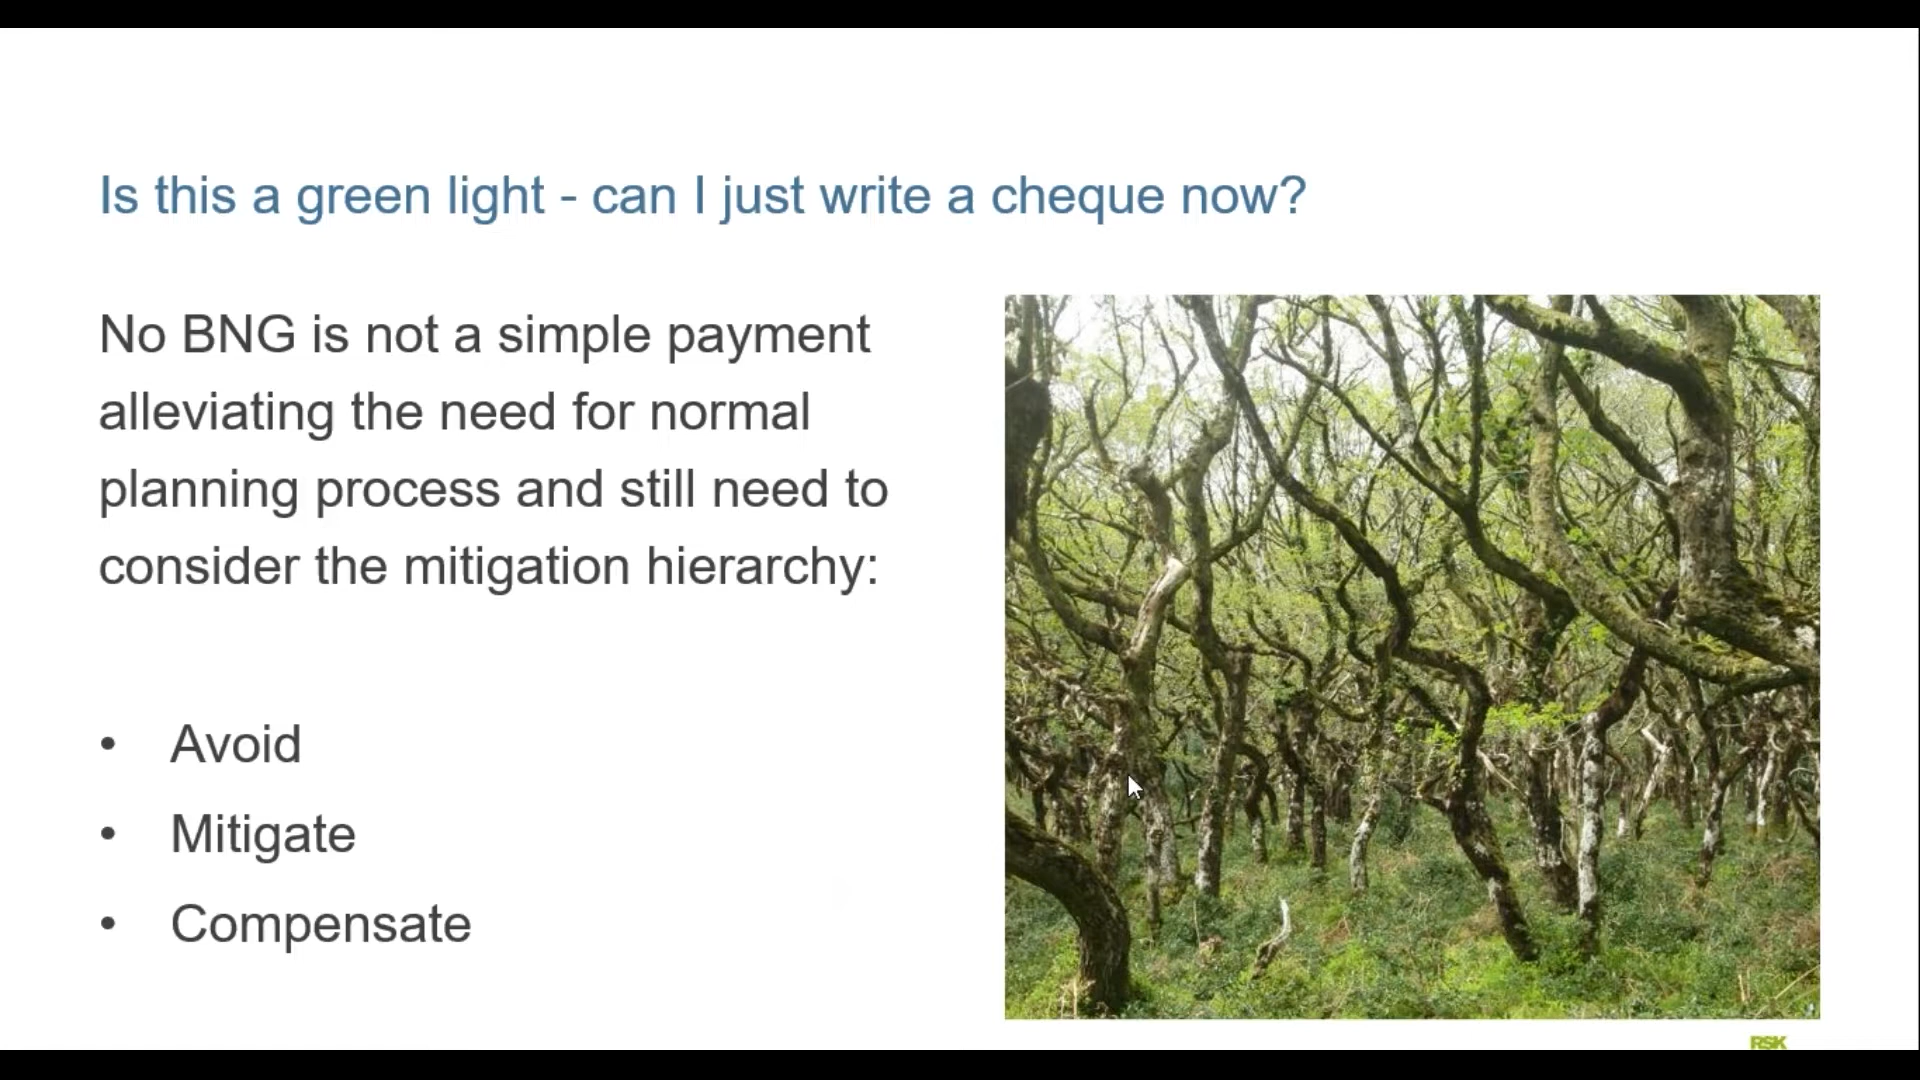 Is this a green light - can I just write a cheque now?
No BNG is not a simple payment
alleviating the need for normal
planning process and still need to
consider the mitigation hierarchy:
• Avoid
• Mitigate
• Compensate
RSK